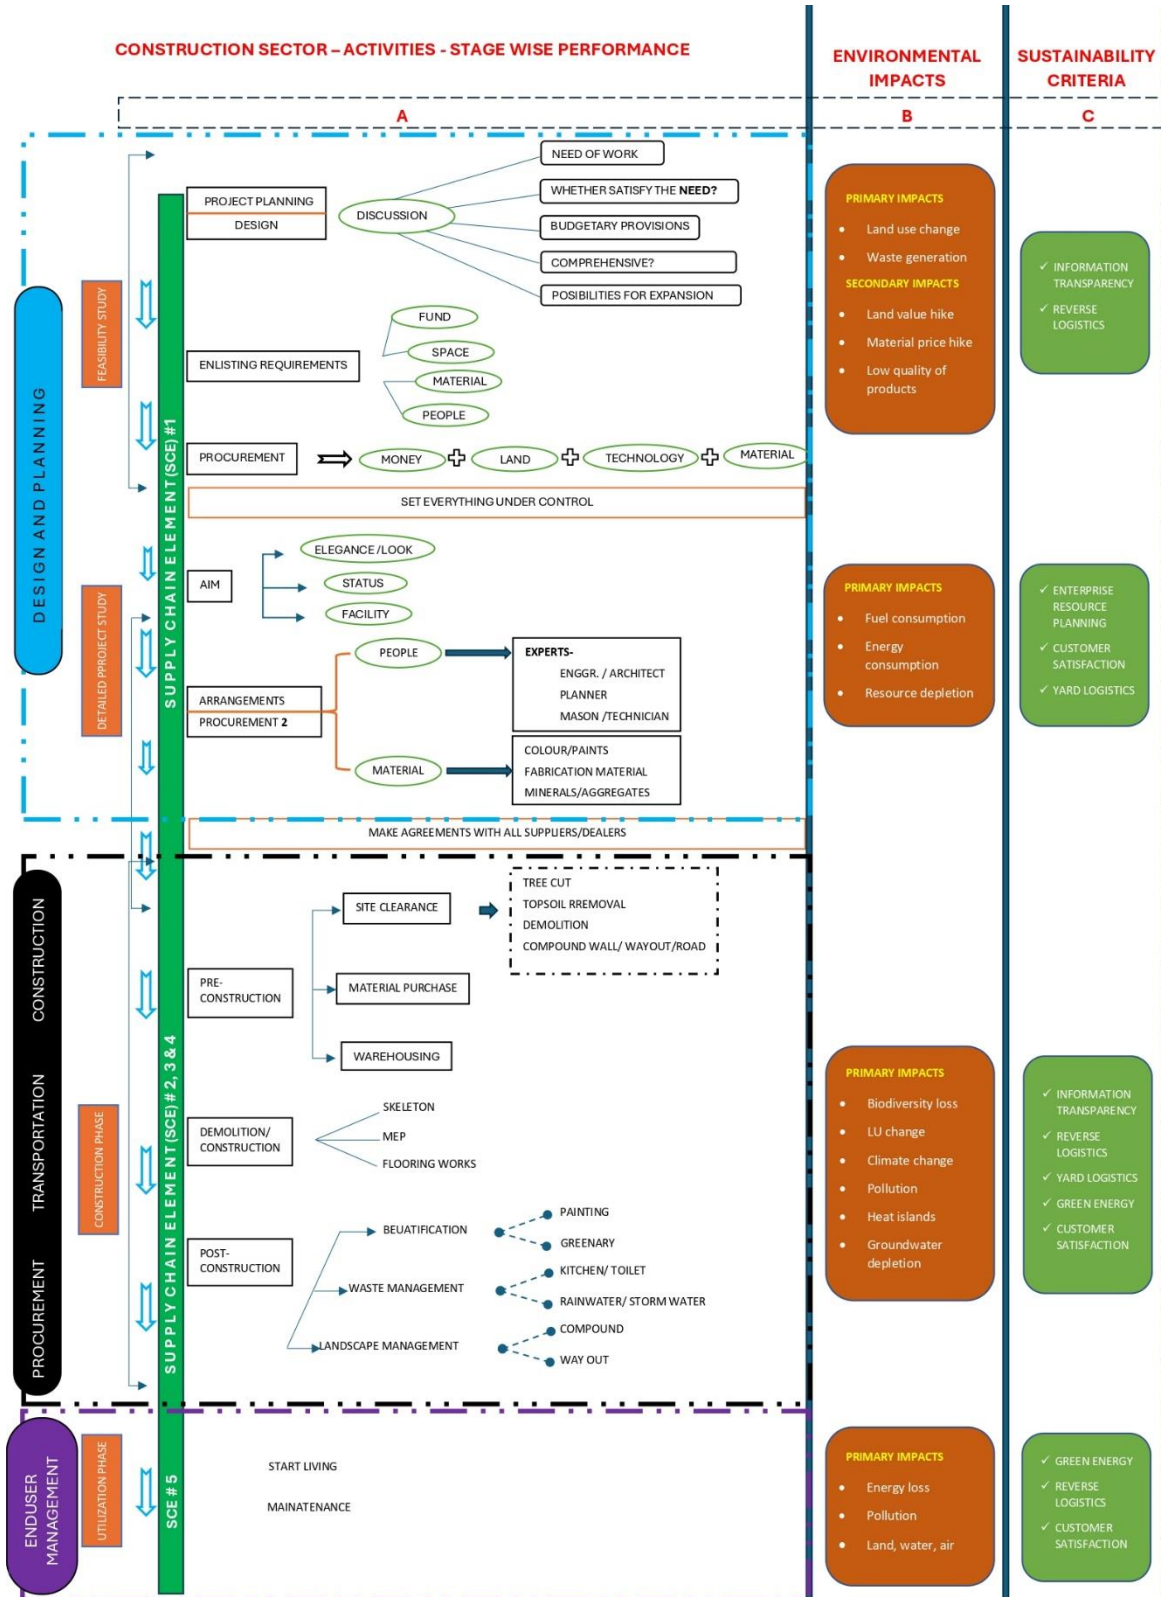 CONSTRUCTION SECTOR – ACTIVITIES - STAGE WISE PERFORMANCE
ENVIRONMENTAL
IMPACTS
SUSTAINABILITY
CRITERIA
A
B
C
DESIGN AND PLANNING
FEASIBILITY STUDY
DETAILED PPROJECT STUDY
SUPPLY CHAIN ELEMENT (SCE) #1
PROJECT PLANNING
DESIGN
DISCUSSION
NEED OF WORK
WHETHER SATISFY THE NEED?
BUDGETARY PROVISIONS
COMPREHENSIVE?
POSIBILITIES FOR EXPANSION
ENLISTING REQUIREMENTS
FUND
SPACE
MATERIAL
PEOPLE
PROCUREMENT
MONEY
LAND
TECHNOLOGY
MATERIAL
SET EVERYTHING UNDER CONTROL
PRIMARY IMPACTS
• Land use change
• Waste generation
SECONDARY IMPACTS
• Land value hike
• Material price hike
• Low quality of
products
✓ INFORMATION
TRANSPARENCY
✓ REVERSE
LOGISTICS
AIM
ELEGANCE /LOOK
STATUS
FACILITY
ARRANGEMENTS
PROCUREMENT 2
PEOPLE
EXPERTS-
ENGGR. / ARCHITECT
PLANNER
MASON /TECHNICIAN
MATERIAL
COLOUR/PAINTS
FABRICATION MATERIAL
MINERALS/AGGREGATES
MAKE AGREEMENTS WITH ALL SUPPLIERS/DEALERS
PRIMARY IMPACTS
• Fuel consumption
• Energy
consumption
• Resource depletion
✓ ENTERPRISE
RESOURCE
PLANNING
✓ CUSTOMER
SATISFACTION
✓ YARD LOGISTICS
PROCUREMENT TRANSPORTATION CONSTRUCTION
CONSTRUCTION PHASE
SUPPLY CHAIN ELEMENT (SCE) # 2, 3 & 4
PRE-
CONSTRUCTION
SITE CLEARANCE
TREE CUT
TOPSOIL RREMOVAL
DEMOLITION
COMPOUND WALL/ WAYOUT/ROAD
MATERIAL PURCHASE
WAREHOUSING
DEMOLITION/
CONSTRUCTION
SKELETON
MEP
FLOORING WORKS
POST-
CONSTRUCTION
BEUATIFICATION
PAINTING
GREENARY
WASTE MANAGEMENT
KITCHEN/ TOILET
RAINWATER/ STORM WATER
LANDSCAPE MANAGEMENT
COMPOUND
WAY OUT
PRIMARY IMPACTS
• Biodiversity loss
• LU change
• Climate change
• Pollution
• Heat islands
• Groundwater
depletion
✓ INFORMATION
TRANSPARENCY
✓ REVERSE
LOGISTICS
✓ YARD LOGISTICS
✓ GREEN ENERGY
✓ CUSTOMER
SATISFACTION
ENDUSER
MANAGEMENT
UTILIZATION PHASE
SCE # 5
START LIVING
MAINATENANCE
PRIMARY IMPACTS
• Energy loss
• Pollution
• Land, water, air
✓ GREEN ENERGY
✓ REVERSE
LOGISTICS
✓ CUSTOMER
SATISFACTION